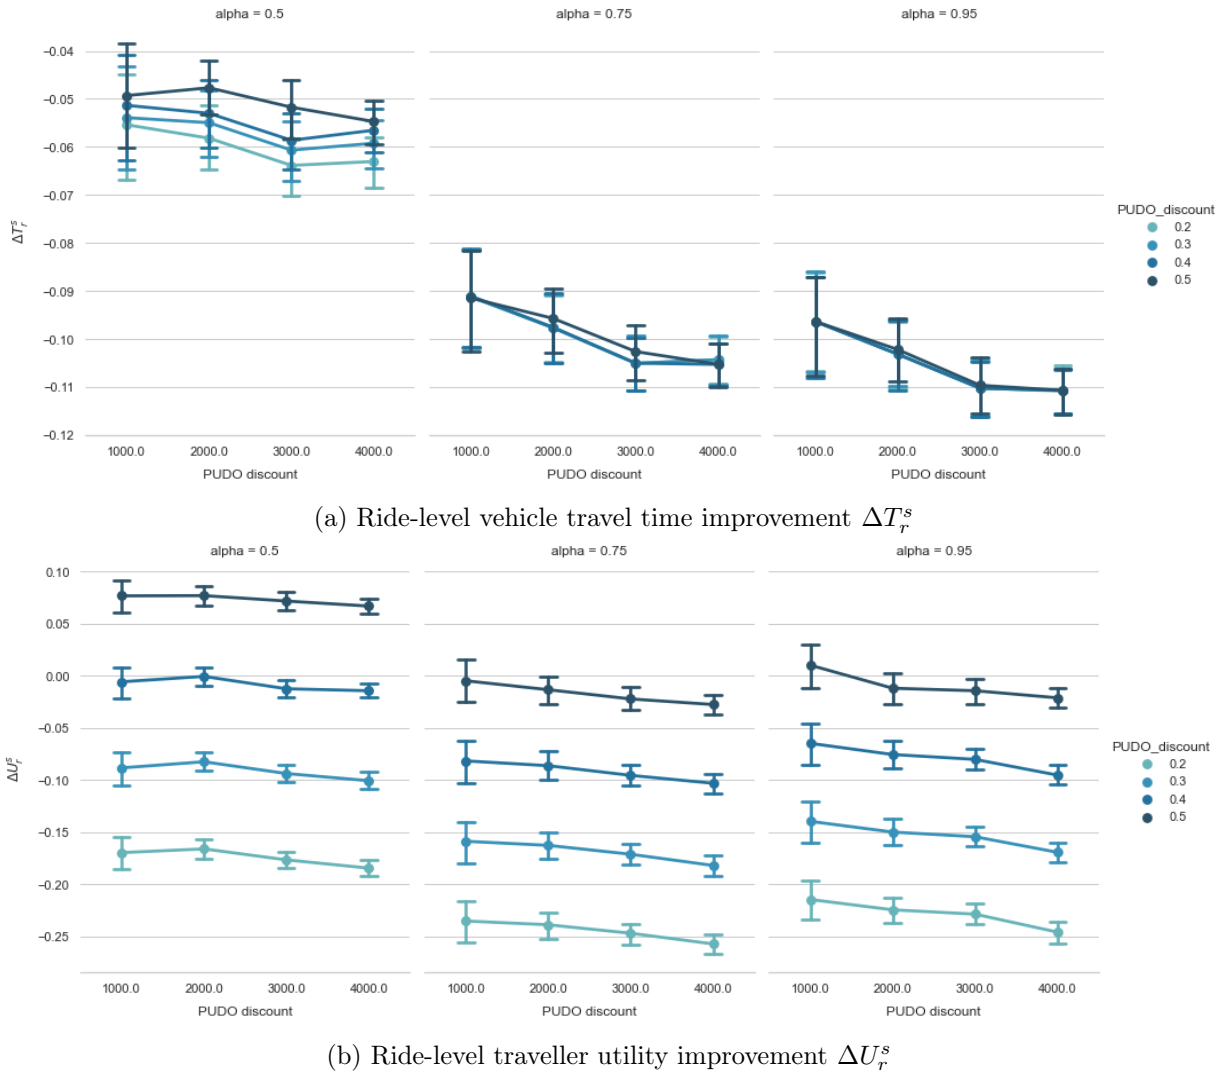 alpha = 0.5 alpha = 0.75 alpha = 0.95
−0.04
−0.05
−0.06
−0.07
−0.08
−0.09
−0.10
−0.11
−0.12
ΔT_r^s
PUDO_discount
0.2
0.3
0.4
0.5
1000.0 2000.0 3000.0 4000.0 1000.0 2000.0 3000.0 4000.0 1000.0 2000.0 3000.0 4000.0
PUDO discount PUDO discount PUDO discount
(a) Ride-level vehicle travel time improvement ΔT_r^s
alpha = 0.5 alpha = 0.75 alpha = 0.95
0.10
0.05
0.00
−0.05
−0.10
−0.15
−0.20
−0.25
ΔU_r^s
PUDO_discount
0.2
0.3
0.4
0.5
1000.0 2000.0 3000.0 4000.0 1000.0 2000.0 3000.0 4000.0 1000.0 2000.0 3000.0 4000.0
PUDO discount PUDO discount PUDO discount
(b) Ride-level traveller utility improvement ΔU_r^s